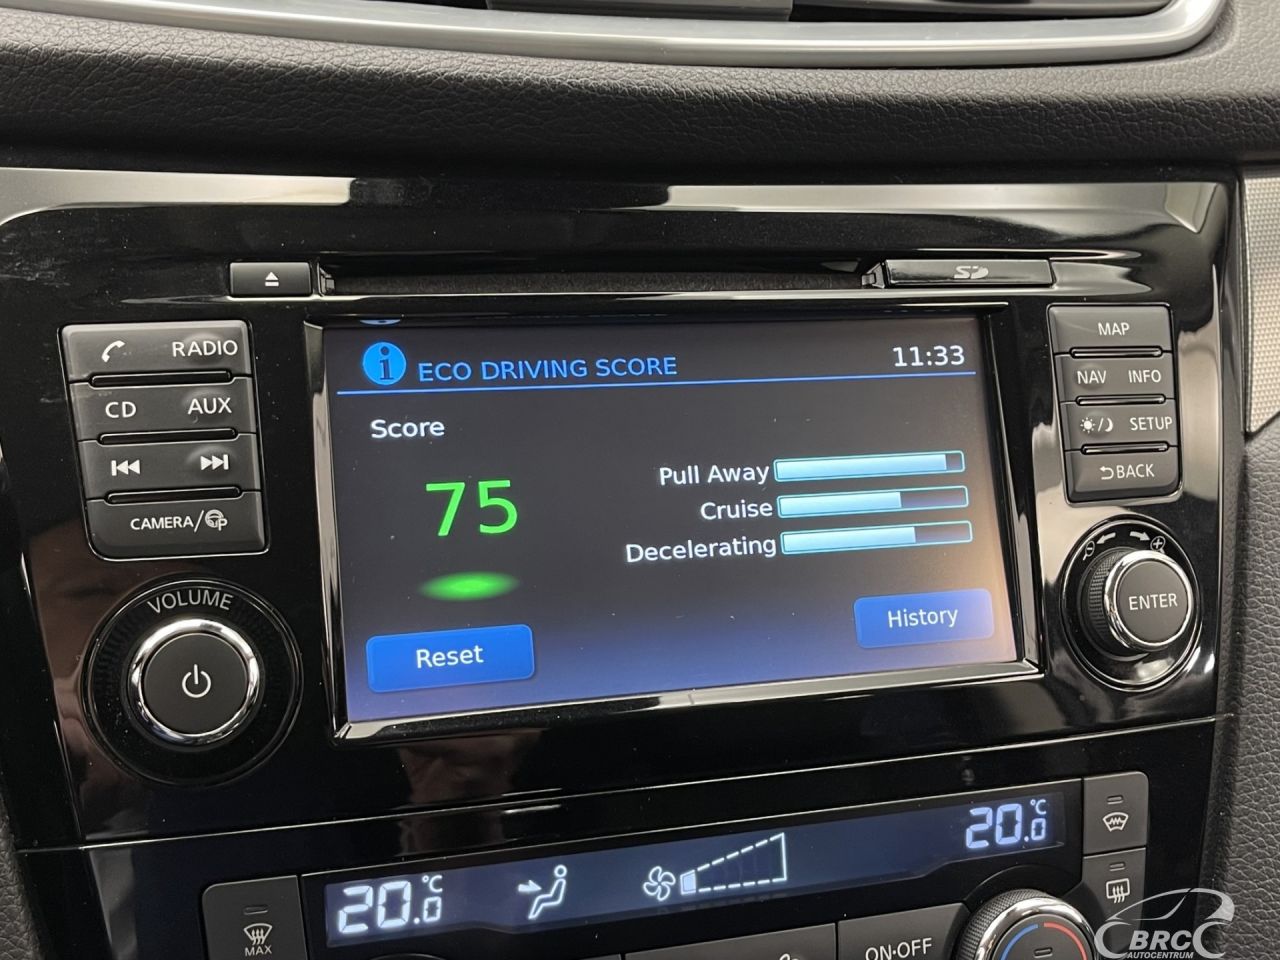 SD
RADIO
CD AUX
CAMERA/
VOLUME
ECO DRIVING SCORE 11:33
Score
75
Pull Away
Cruise
Decelerating
Reset
History
MAP
NAV INFO
/ SETUP
BACK
ENTER
20.0°C
20.0°C
MAX
ON·OFF
BRC
AUTOCENTRUM